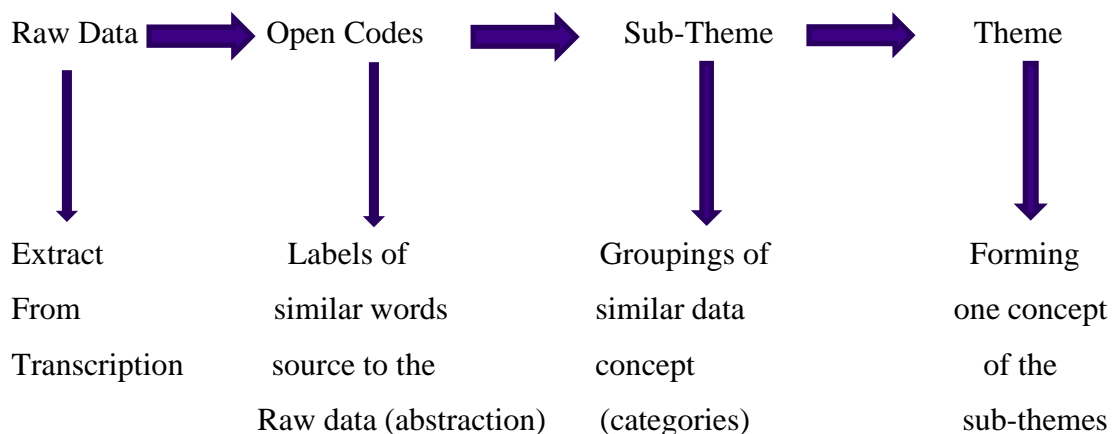 Raw Data Open Codes Sub-Theme Theme
Extract Labels of Groupings of Forming
From similar words similar data one concept
Transcription source to the concept of the
Raw data (abstraction) (categories) sub-themes